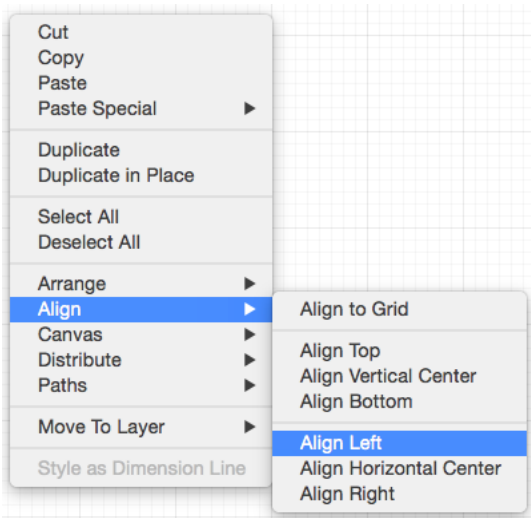 Cut
Copy
Paste
Paste Special
Duplicate
Duplicate in Place
Select All
Deselect All
Arrange
Align
Canvas
Distribute
Paths
Move To Layer
Style as Dimension Line
Align to Grid
Align Top
Align Vertical Center
Align Bottom
Align Left
Align Horizontal Center
Align Right